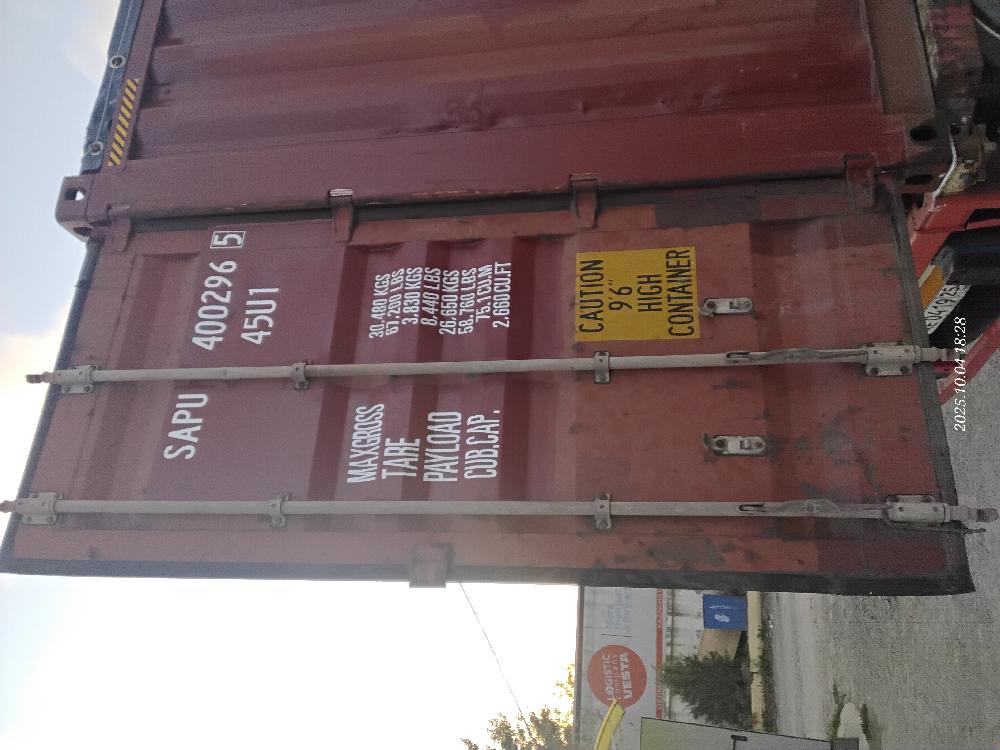 SAPU 400296 5
45U1
MAXGROSS 30.480 KGS
67.200 LBS
TARE 3.830 KGS
8.440 LBS
PAYLOAD 26.650 KGS
58.760 LBS
CUB.CAP. 75.1 CU.M
2.660 CU.FT
CAUTION
9'6"
HIGH
CONTAINER
LOGISTIC
company
VESTA
2025.10.04 18:28